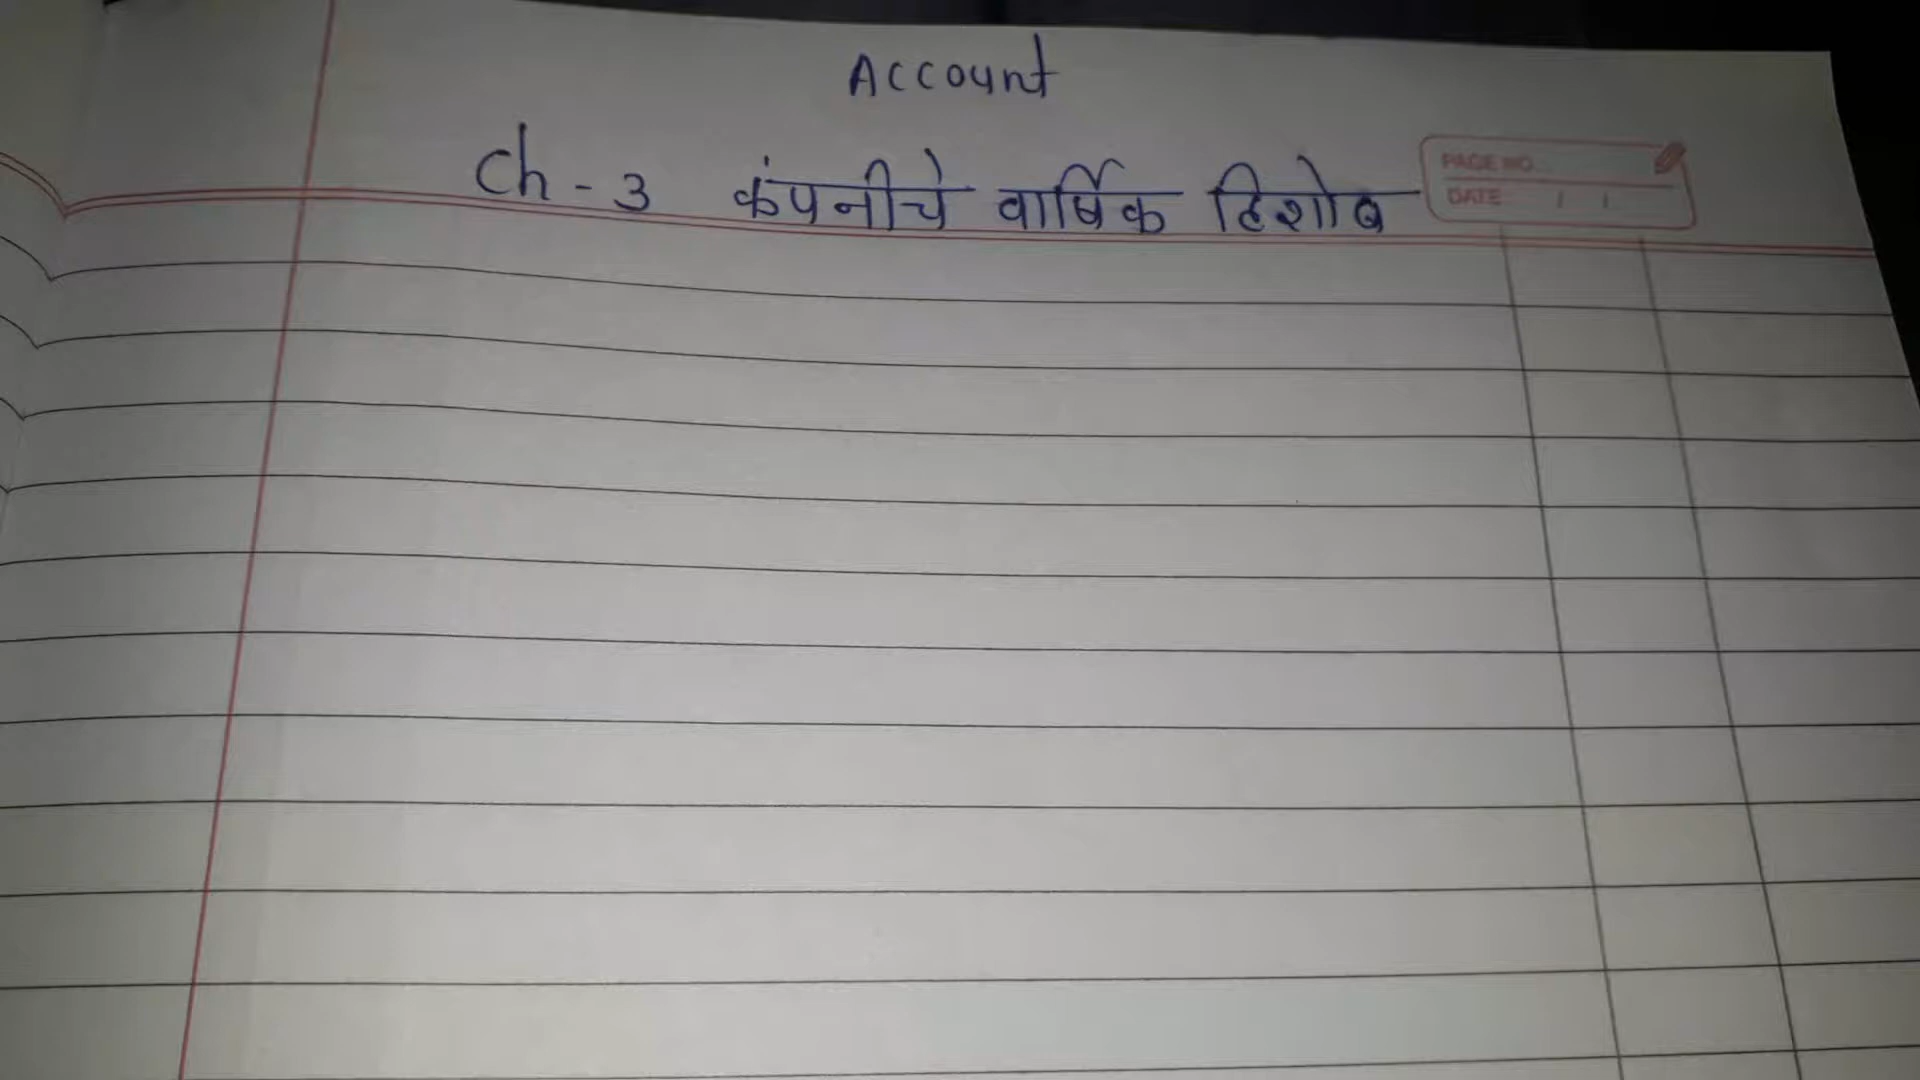 Account
Ch - 3 कंपनीचे वार्षिक हिशोब
PAGE NO.
DATE / /